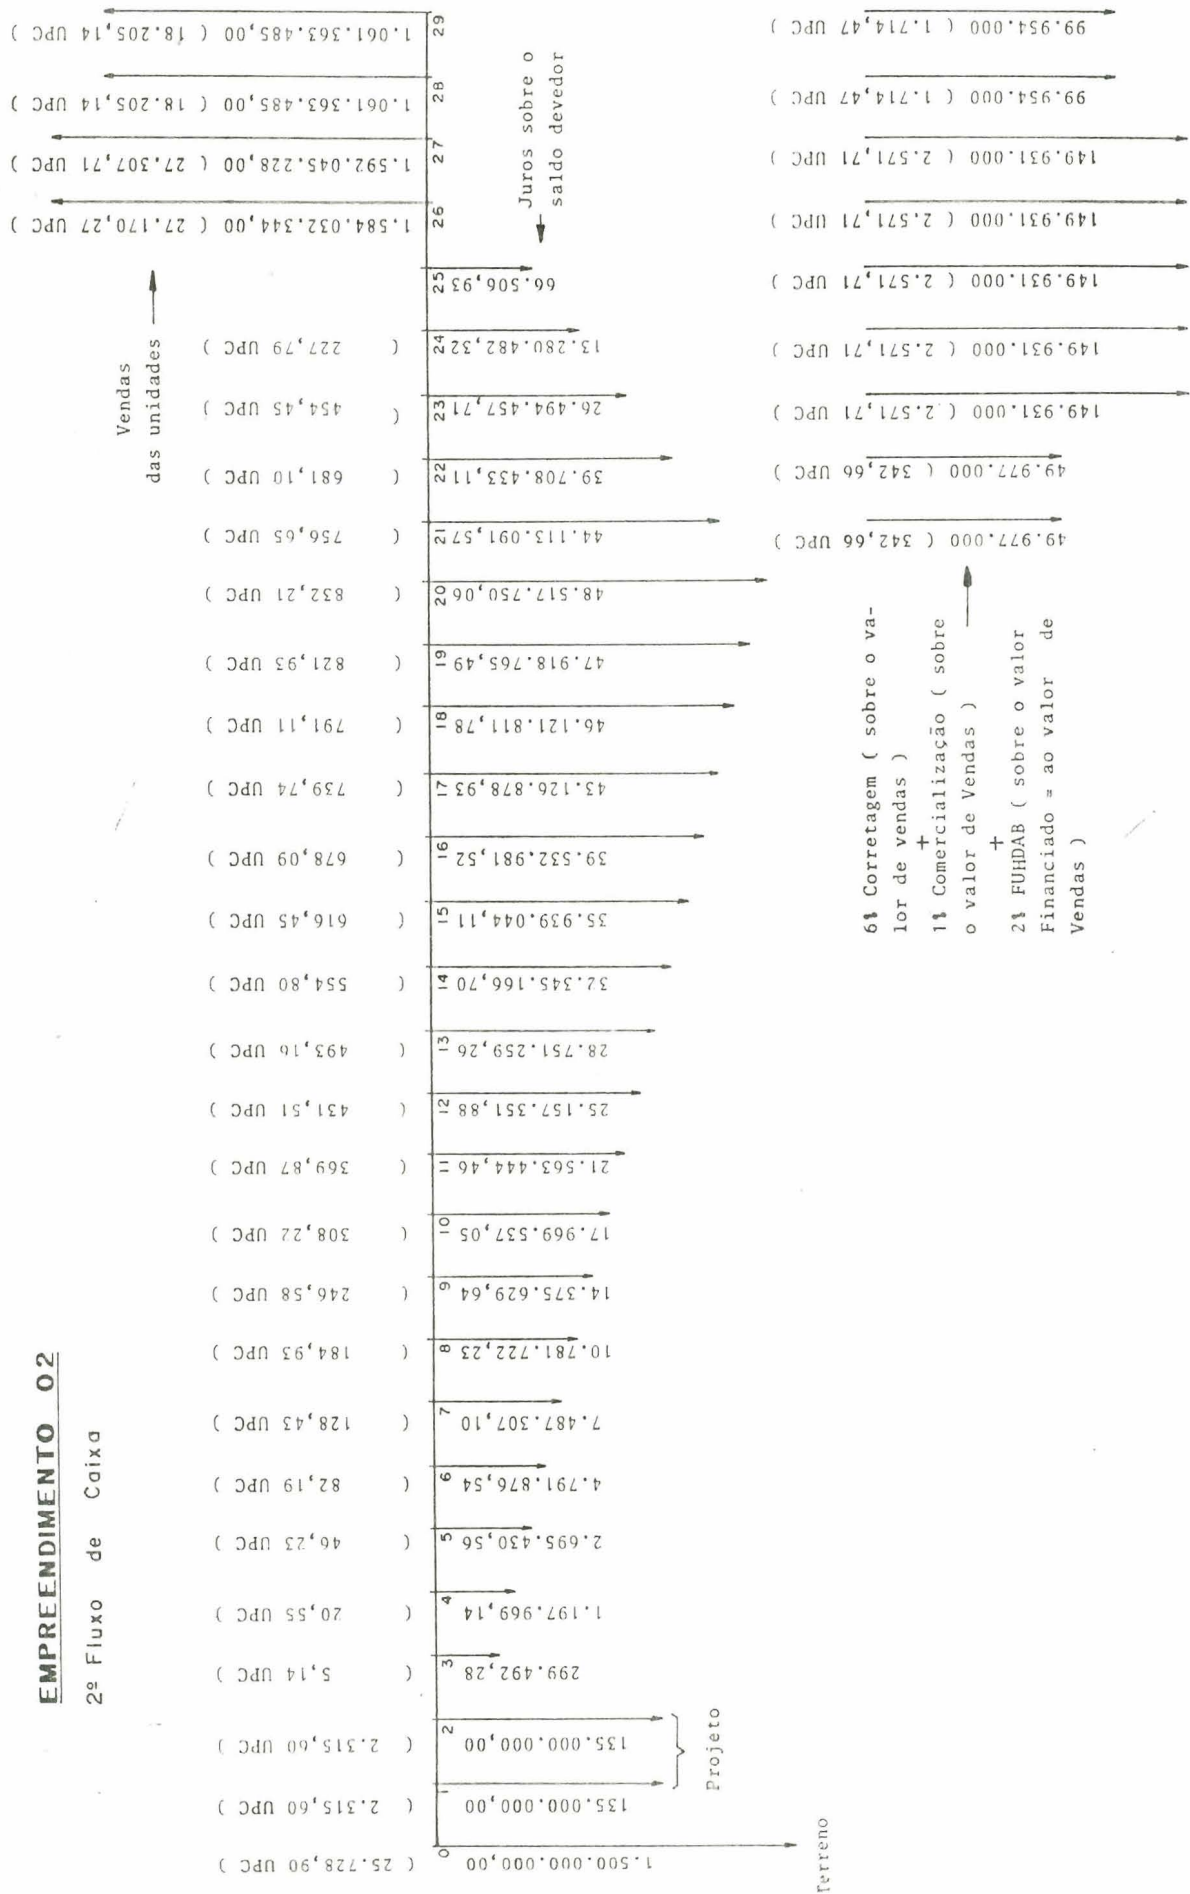 EMPREENDIMENTO 02
2º Fluxo de Caixa
( 25.728,90 UPC )
0
1.500.000.000,00
Terreno
( 2.315,60 UPC )
1
135.000.000,00
( 2.315,60 UPC )
2
135.000.000,00
Projeto
( 5,14 UPC )
3
299.492,28
( 20,55 UPC )
4
1.197.969,14
( 46,23 UPC )
5
2.695.430,56
( 82,19 UPC )
6
4.791.876,54
( 128,43 UPC )
7
7.487.307,10
( 184,93 UPC )
8
10.781.722,23
( 246,58 UPC )
9
14.375.629,64
( 308,22 UPC )
10
17.969.537,05
( 369,87 UPC )
11
21.563.444,46
( 431,51 UPC )
12
25.157.351,88
( 493,16 UPC )
13
28.751.259,26
( 554,80 UPC )
14
32.345.166,70
( 616,45 UPC )
15
35.939.044,11
( 678,09 UPC )
16
39.532.981,52
( 739,74 UPC )
17
43.126.878,93
( 791,11 UPC )
18
46.121.811,78
( 821,93 UPC )
19
47.918.765,49
( 832,21 UPC )
20
48.517.750,06
( 756,65 UPC )
21
44.113.091,57
( 681,10 UPC )
22
39.708.433,11
( 454,45 UPC )
23
26.494.457,71
( 227,79 UPC )
24
13.280.482,32
25
66.506,93
Juros sobre o
saldo devedor
Vendas
das unidades
1.584.032.344,00 ( 27.170,27 UPC )
26
1.592.045.228,00 ( 27.307,71 UPC )
27
1.061.363.485,00 ( 18.205,14 UPC )
28
1.061.363.485,00 ( 18.205,14 UPC )
29
6% Corretagem ( sobre o va-
lor de vendas )
+
1% Comercialização ( sobre
o valor de Vendas )
+
2% FUHDAB ( sobre o valor
Financiado = ao valor de
Vendas )
49.977.000 ( 342,66 UPC )
49.977.000 ( 342,66 UPC )
149.931.000 ( 2.571,71 UPC )
149.931.000 ( 2.571,71 UPC )
149.931.000 ( 2.571,71 UPC )
149.931.000 ( 2.571,71 UPC )
149.931.000 ( 2.571,71 UPC )
99.954.000 ( 1.714,47 UPC )
99.954.000 ( 1.714,47 UPC )